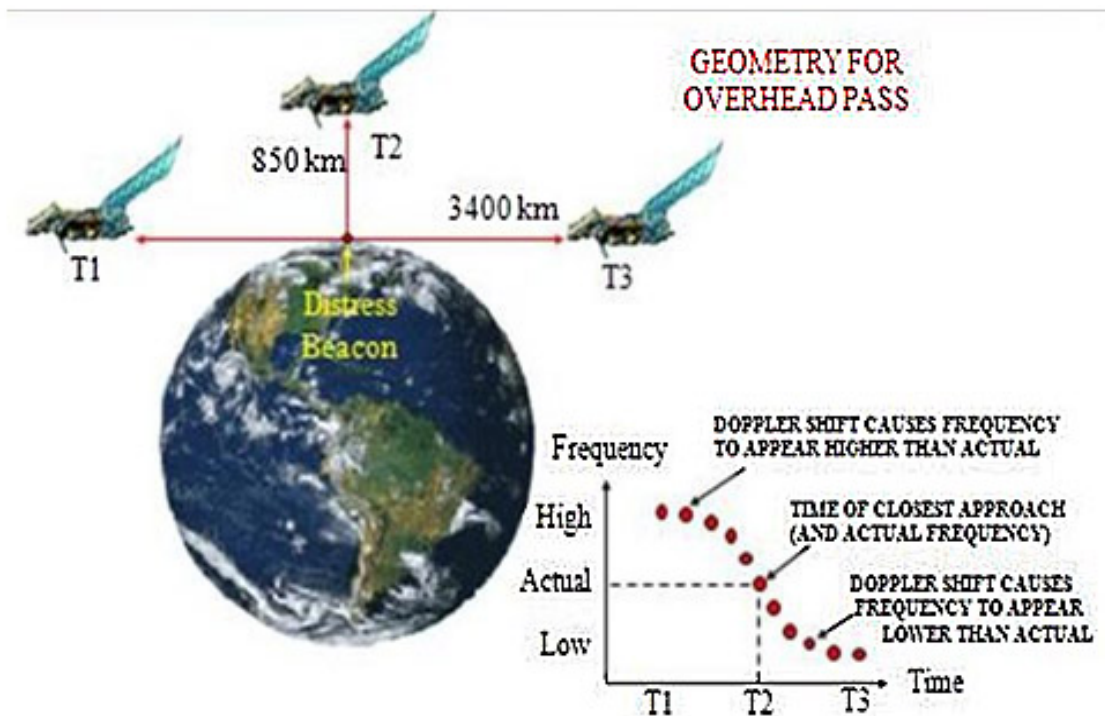 GEOMETRY FOR
OVERHEAD PASS
T2
850 km
3400 km
T1
T3
Distress
Beacon
DOPPLER SHIFT CAUSES FREQUENCY
TO APPEAR HIGHER THAN ACTUAL
Frequency
High
TIME OF CLOSEST APPROACH
(AND ACTUAL FREQUENCY)
Actual
DOPPLER SHIFT CAUSES
FREQUENCY TO APPEAR
LOWER THAN ACTUAL
Low
Time
T1 T2 T3